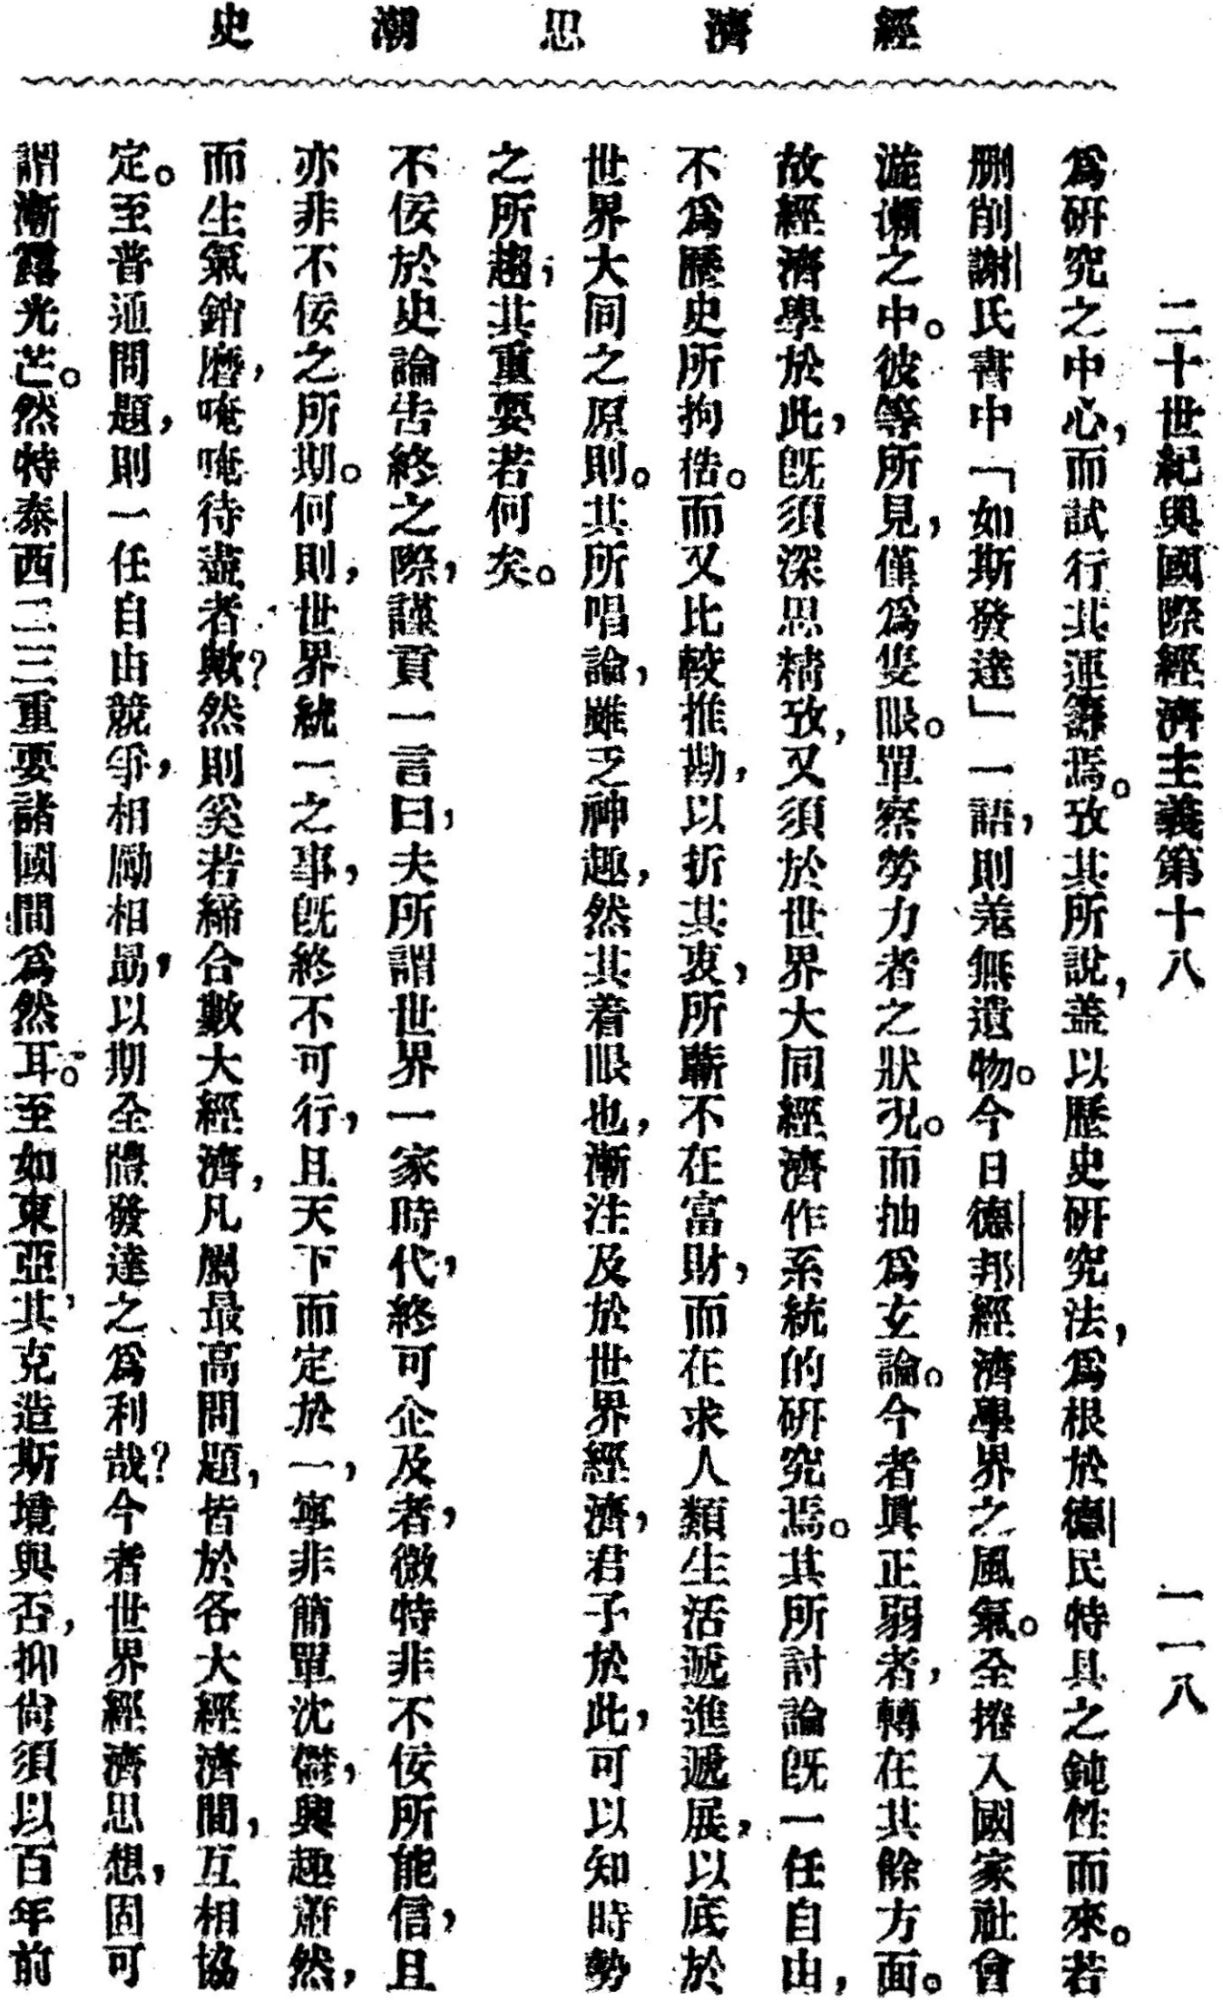 經濟思潮史
二十世紀與國際經濟主義第十八
一一八
爲硏究之中心，而試行其運籌焉。攷其所說，蓋以歷史硏究法，爲根於德民特具之鈍性而來。若
删削謝氏書中「如斯發達」一語，則羌無遺物。今日德邦經濟學界之風氣。全捲入國家社會
漩瀨之中。彼等所見，僅爲隻眼。單察勞力者之狀況。而抽爲玄論。今者眞正弱者，轉在其餘方面。
故經濟學於此，旣須深思精攷，又須於世界大同經濟作系統的硏究焉。其所討論旣一任自由，
不爲歷史所拘牿。而又比較推勘，以折其衷，所蘄不在富財，而在求人類生活遞進遞展，以底於
世界大同之原則。其所唱論，雖乏神趣，然其着眼也，漸注及於世界經濟，君子於此，可以知時勢
之所趨，其重要若何矣。
不佞於史論告終之際，謹貢一言曰，夫所謂世界一家時代，終可企及者，微特非不佞所能信，且
亦非不佞之所期。何則，世界統一之事，旣終不可行，且天下而定於一，寧非簡單沈鬱，興趣蕭然，
而生氣銷磨，唵唵待盡者歟？然則奚若締合數大經濟，凡屬最高問題，皆於各大經濟間，互相協
定。至普通問題，則一任自由競爭，相勵相勗，以期全體發達之爲利哉？今者世界經濟思想，固可
謂漸露光芒。然特泰西二三重要諸國間爲然耳。至如東亞，其克造斯境與否，抑尙須以百年前